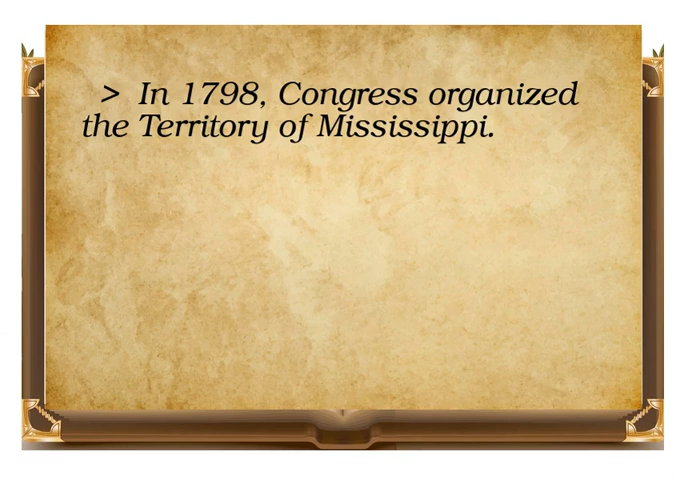 > In 1798, Congress organized
the Territory of Mississippi.